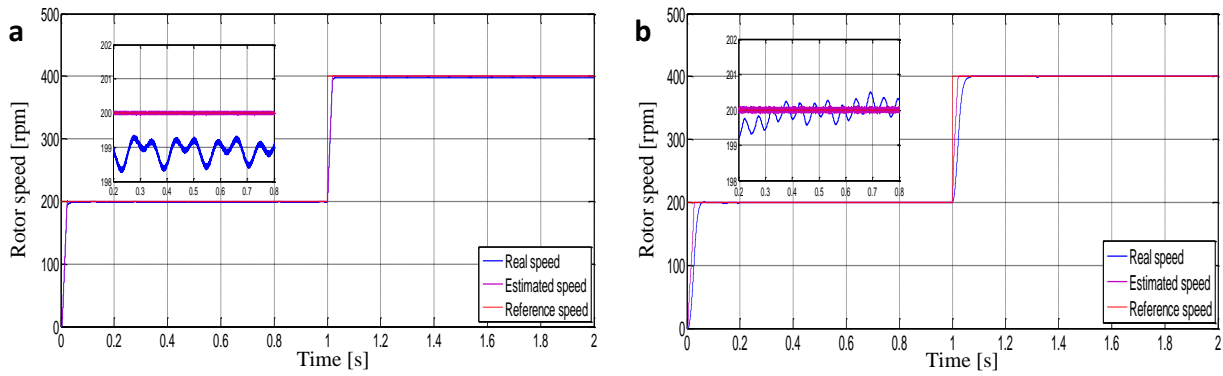 a
500
400
300
200
100
0
Rotor speed [rpm]
202
201
200
199
198
0.2 0.3 0.4 0.5 0.6 0.7 0.8
Real speed
Estimated speed
Reference speed
0 0.2 0.4 0.6 0.8 1 1.2 1.4 1.6 1.8 2
Time [s]
b
500
400
300
200
100
0
Rotor speed [rpm]
202
201
200
199
198
0.2 0.3 0.4 0.5 0.6 0.7 0.8
Real speed
Estimated speed
Reference speed
0 0.2 0.4 0.6 0.8 1 1.2 1.4 1.6 1.8 2
Time [s]